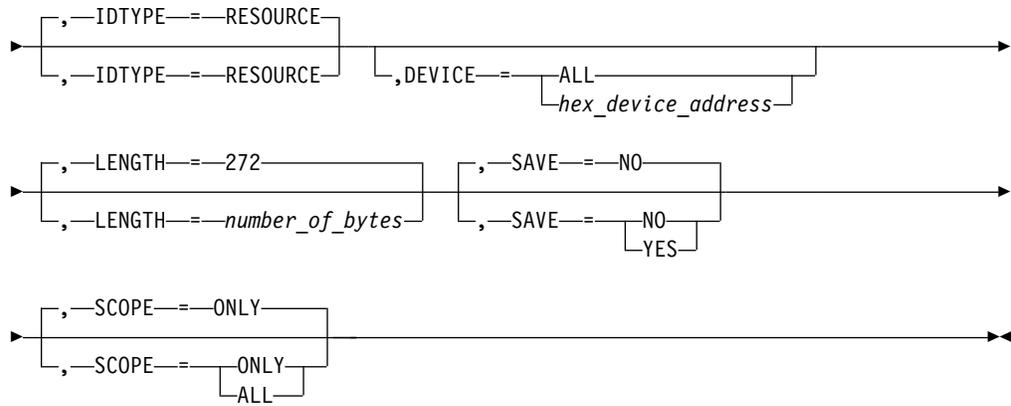 , IDTYPE = RESOURCE
, IDTYPE = RESOURCE ,DEVICE = ALL
hex_device_address
, LENGTH = 272 , SAVE = NO
, LENGTH = number_of_bytes , SAVE = NO
YES
, SCOPE = ONLY
, SCOPE = ONLY
ALL